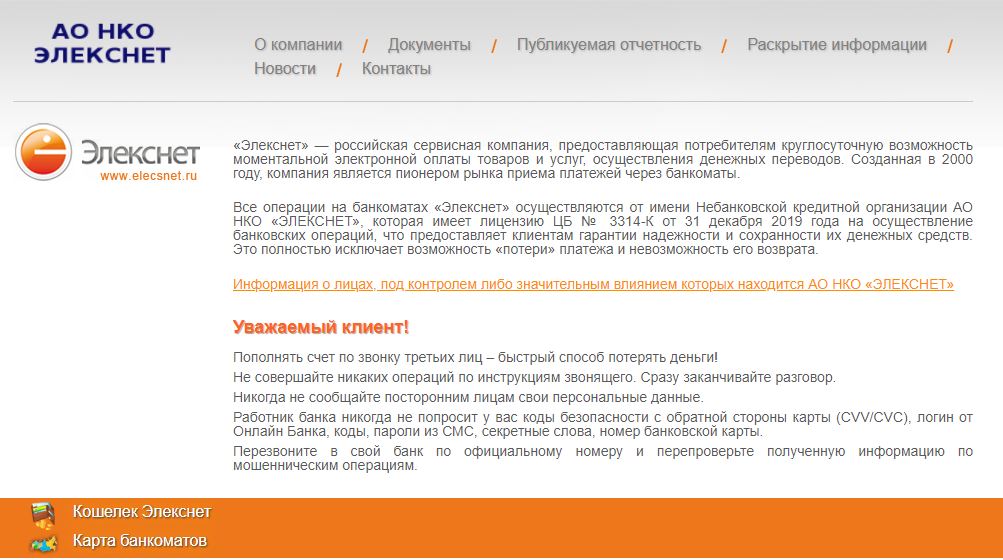 АО НКО
ЭЛЕКСНЕТ
О компании / Документы / Публикуемая отчетность / Раскрытие информации /
Новости / Контакты
Элекснет
www.elecsnet.ru
«Элекснет» — российская сервисная компания, предоставляющая потребителям круглосуточную возможность
моментальной электронной оплаты товаров и услуг, осуществления денежных переводов. Созданная в 2000
году, компания является пионером рынка приема платежей через банкоматы.
Все операции на банкоматах «Элекснет» осуществляются от имени Небанковской кредитной организации АО
НКО «ЭЛЕКСНЕТ», которая имеет лицензию ЦБ № 3314-К от 31 декабря 2019 года на осуществление
банковских операций, что предоставляет клиентам гарантии надежности и сохранности их денежных средств.
Это полностью исключает возможность «потери» платежа и невозможность его возврата.
Информация о лицах, под контролем либо значительным влиянием которых находится АО НКО «ЭЛЕКСНЕТ»
Уважаемый клиент!
Пополнять счет по звонку третьих лиц – быстрый способ потерять деньги!
Не совершайте никаких операций по инструкциям звонящего. Сразу заканчивайте разговор.
Никогда не сообщайте посторонним лицам свои персональные данные.
Работник банка никогда не попросит у вас коды безопасности с обратной стороны карты (CVV/CVC), логин от
Онлайн Банка, коды, пароли из СМС, секретные слова, номер банковской карты.
Перезвоните в свой банк по официальному номеру и перепроверьте полученную информацию по
мошенническим операциям.
Кошелек Элекснет
Карта банкоматов